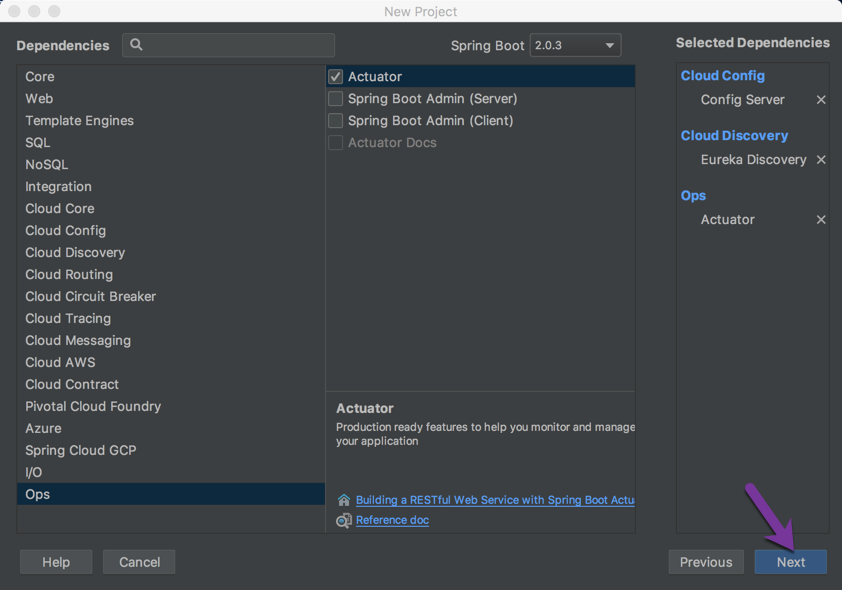 New Project
Dependencies
Spring Boot 2.0.3
Core
Web
Template Engines
SQL
NoSQL
Integration
Cloud Core
Cloud Config
Cloud Discovery
Cloud Routing
Cloud Circuit Breaker
Cloud Tracing
Cloud Messaging
Cloud AWS
Cloud Contract
Pivotal Cloud Foundry
Azure
Spring Cloud GCP
I/O
Ops
Actuator
Spring Boot Admin (Server)
Spring Boot Admin (Client)
Actuator Docs
Actuator
Production ready features to help you monitor and manage
your application
Building a RESTful Web Service with Spring Boot Actu
Reference doc
Selected Dependencies
Cloud Config
Config Server
Cloud Discovery
Eureka Discovery
Ops
Actuator
Help
Cancel
Previous
Next